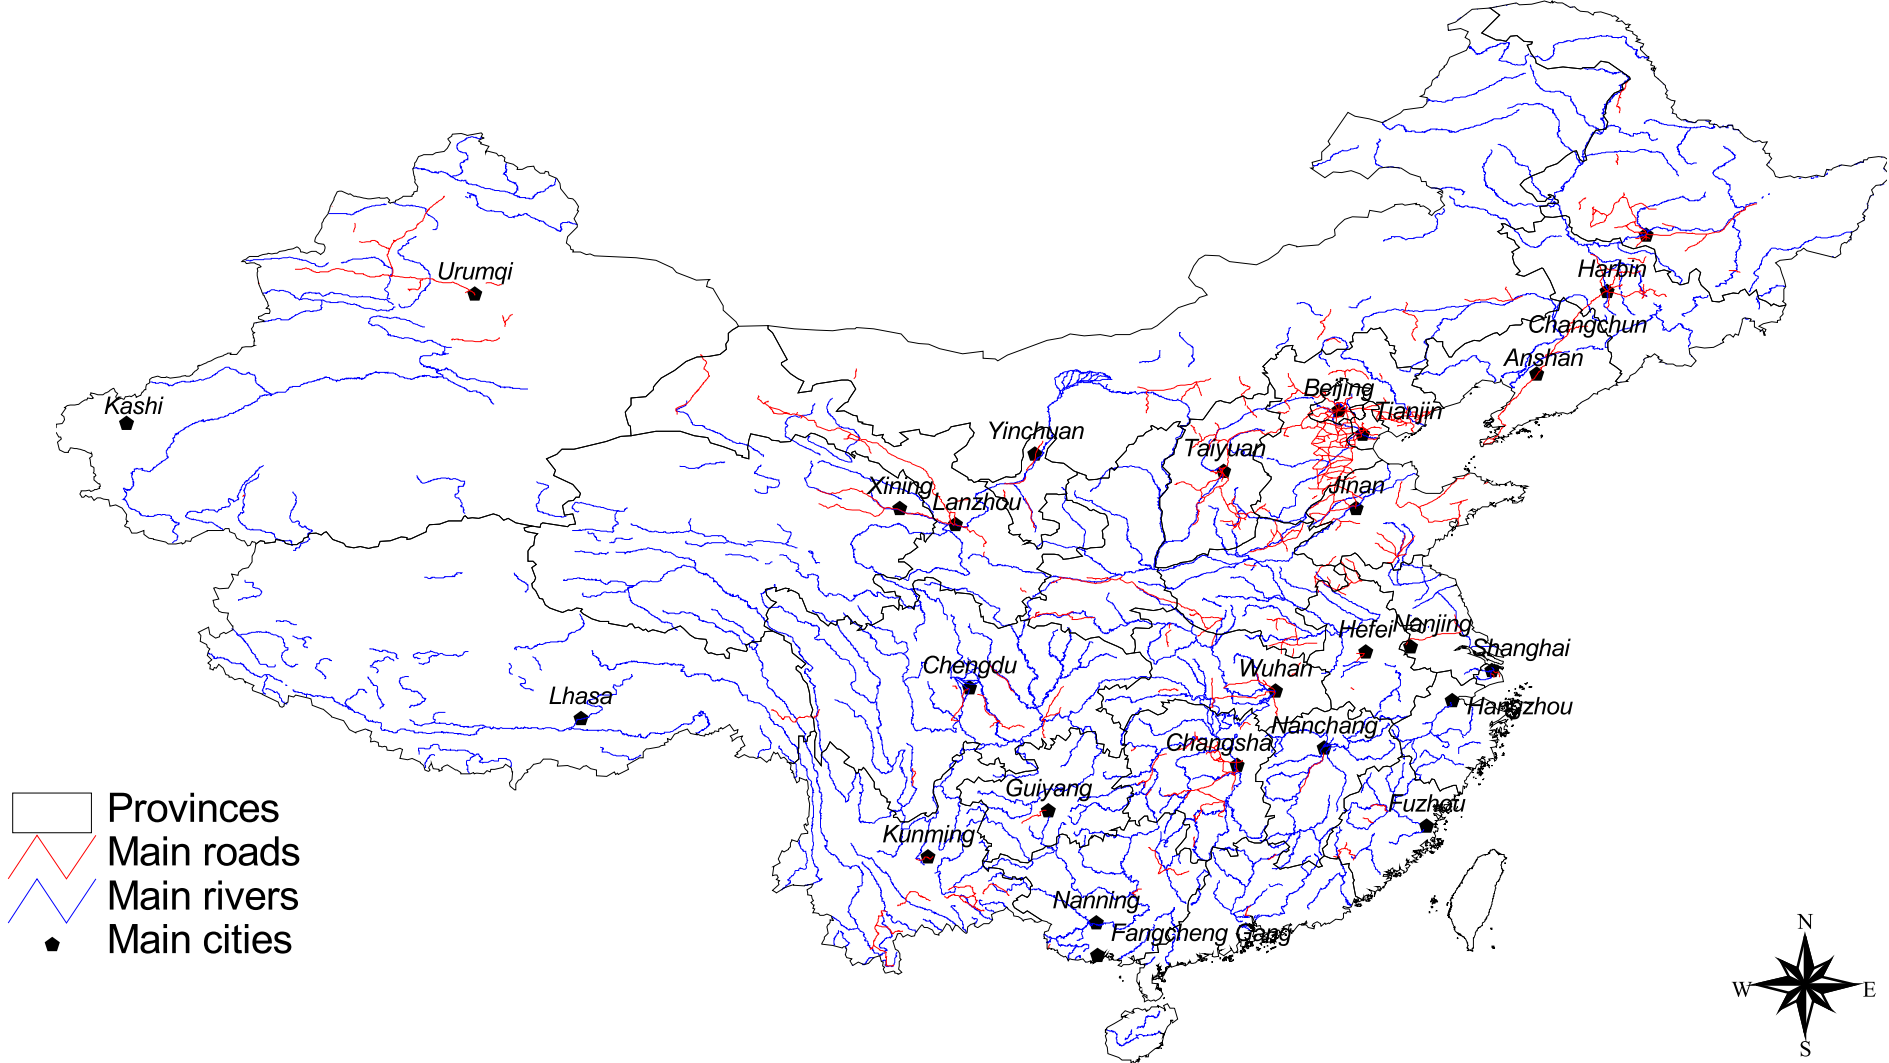 Urumqi
Harbin
Changchun
Anshan
Beijing
Kashi
Tianjin
Yinchuan
Taiyuan
Xining
Jinan
Lanzhou
Hefei
Nanjing
Shanghai
Chengdu
Wuhan
Lhasa
Hangzhou
Nanchang
Changsha
Guiyang
Fuzhou
Provinces
Kunming
Main roads
Main rivers
Nanning
Fangcheng Gang
Main cities
N
W
E
S